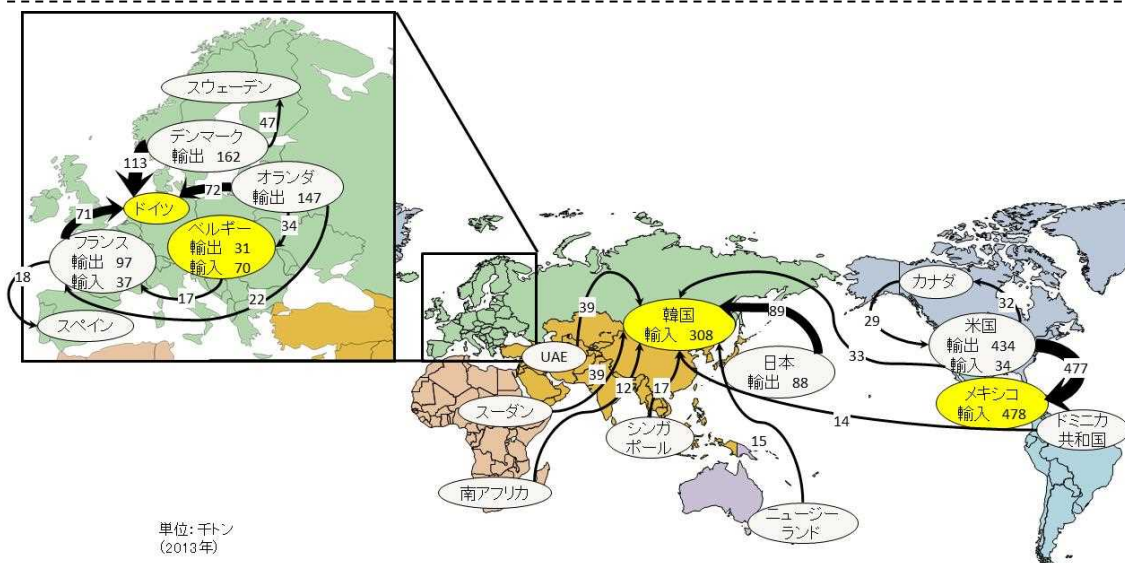 スウェーデン
47
デンマーク
輸出 162
113
オランダ
輸出 147
72
ドイツ
71
34
ベルギー
輸出 31
輸入 70
フランス
輸出 97
輸入 37
18
17
22
スペイン
カナダ
32
29
米国
輸出 434
輸入 34
477
メキシコ
輸入 478
ドミニカ
共和国
39
韓国
輸入 308
89
33
UAE
日本
輸出 88
39
12
17
14
スーダン
シンガ
ポール
15
南アフリカ
ニュージー
ランド
単位:千トン
(2013年)